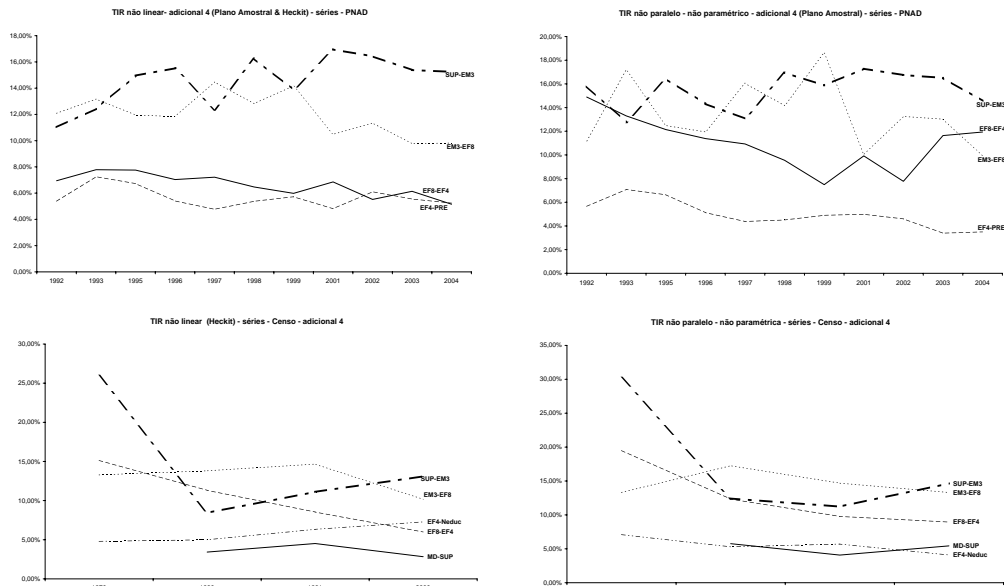 TIR não linear- adicional 4 (Plano Amostral & Heckit) - séries - PNAD
18,00%
16,00%
14,00%
12,00%
10,00%
8,00%
6,00%
4,00%
2,00%
0,00%
SUP-EM3
EM3-EF8
EF8-EF4
EF4-PRE
1992 1993 1995 1996 1997 1998 1999 2001 2002 2003 2004
TIR não paralelo - não paramétrico - adicional 4 (Plano Amostral) - séries - PNAD
20,00%
18,00%
16,00%
14,00%
12,00%
10,00%
8,00%
6,00%
4,00%
2,00%
0,00%
SUP-EM3
EF8-EF4
EM3-EF8
EF4-PRE
1992 1993 1995 1996 1997 1998 1999 2001 2002 2003 2004
TIR não linear (Heckit) - séries - Censo - adicional 4
30,00%
25,00%
20,00%
15,00%
10,00%
5,00%
0,00%
SUP-EM3
EM3-EF8
EF4-Neduc
EF8-EF4
MD-SUP
TIR não paralelo - não paramétrica - séries - Censo - adicional 4
35,00%
30,00%
25,00%
20,00%
15,00%
10,00%
5,00%
0,00%
SUP-EM3
EM3-EF8
EF8-EF4
MD-SUP
EF4-Neduc